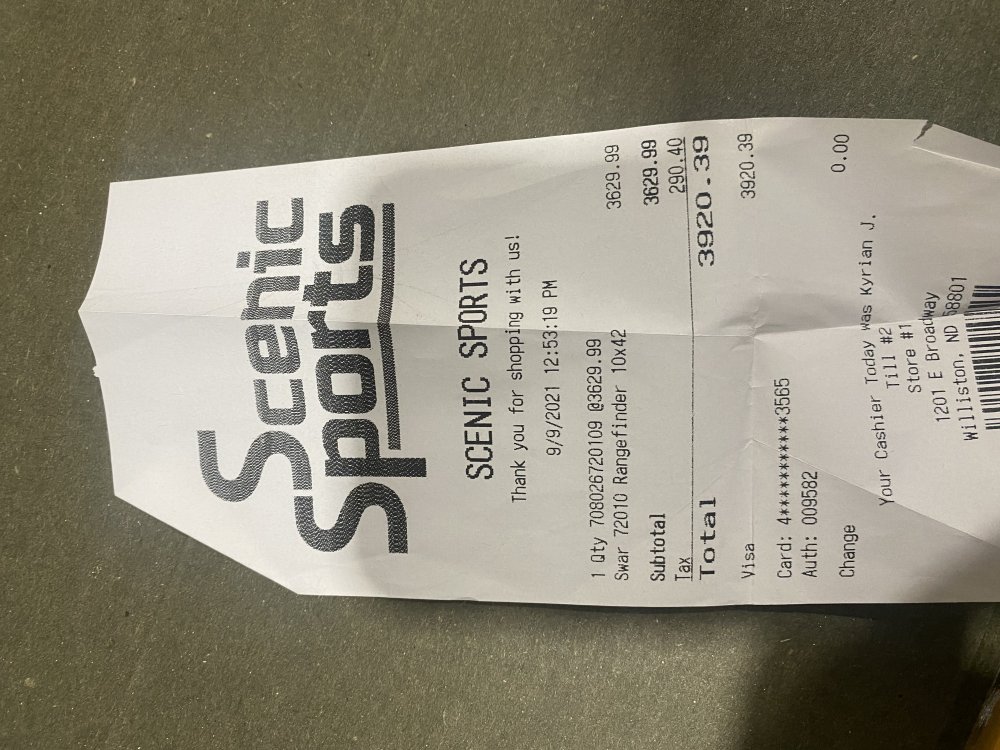 Scenic
Sports
SCENIC SPORTS
Thank you for shopping with us!
9/9/2021 12:53:19 PM
1 Qty 708026720109 @3629.99
Swar 72010 Rangefinder 10x42 3629.99
Subtotal 3629.99
Tax 290.40
Total 3920.39
Visa 3920.39
Card: 4************3565
Auth: 009582
Change 0.00
Your Cashier Today was Kyrian J.
Till #2
Store #1
1201 E Broadway
Williston, ND 58801